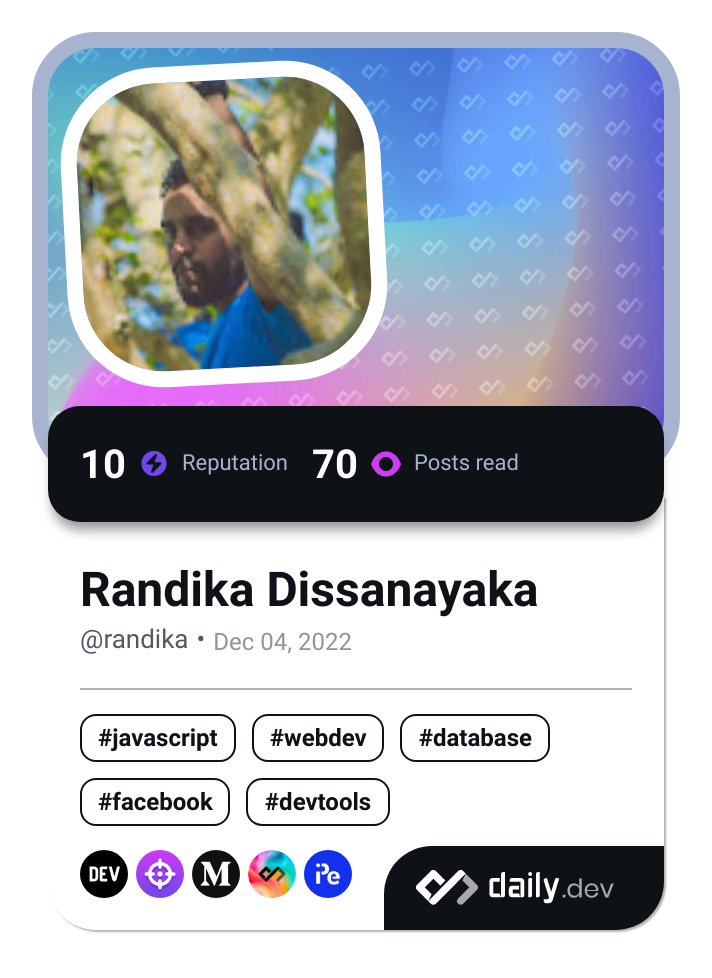 10 Reputation 70 Posts read
Randika Dissanayaka
@randika • Dec 04, 2022
#javascript #webdev #database
#facebook #devtools
DEV M iPe daily.dev